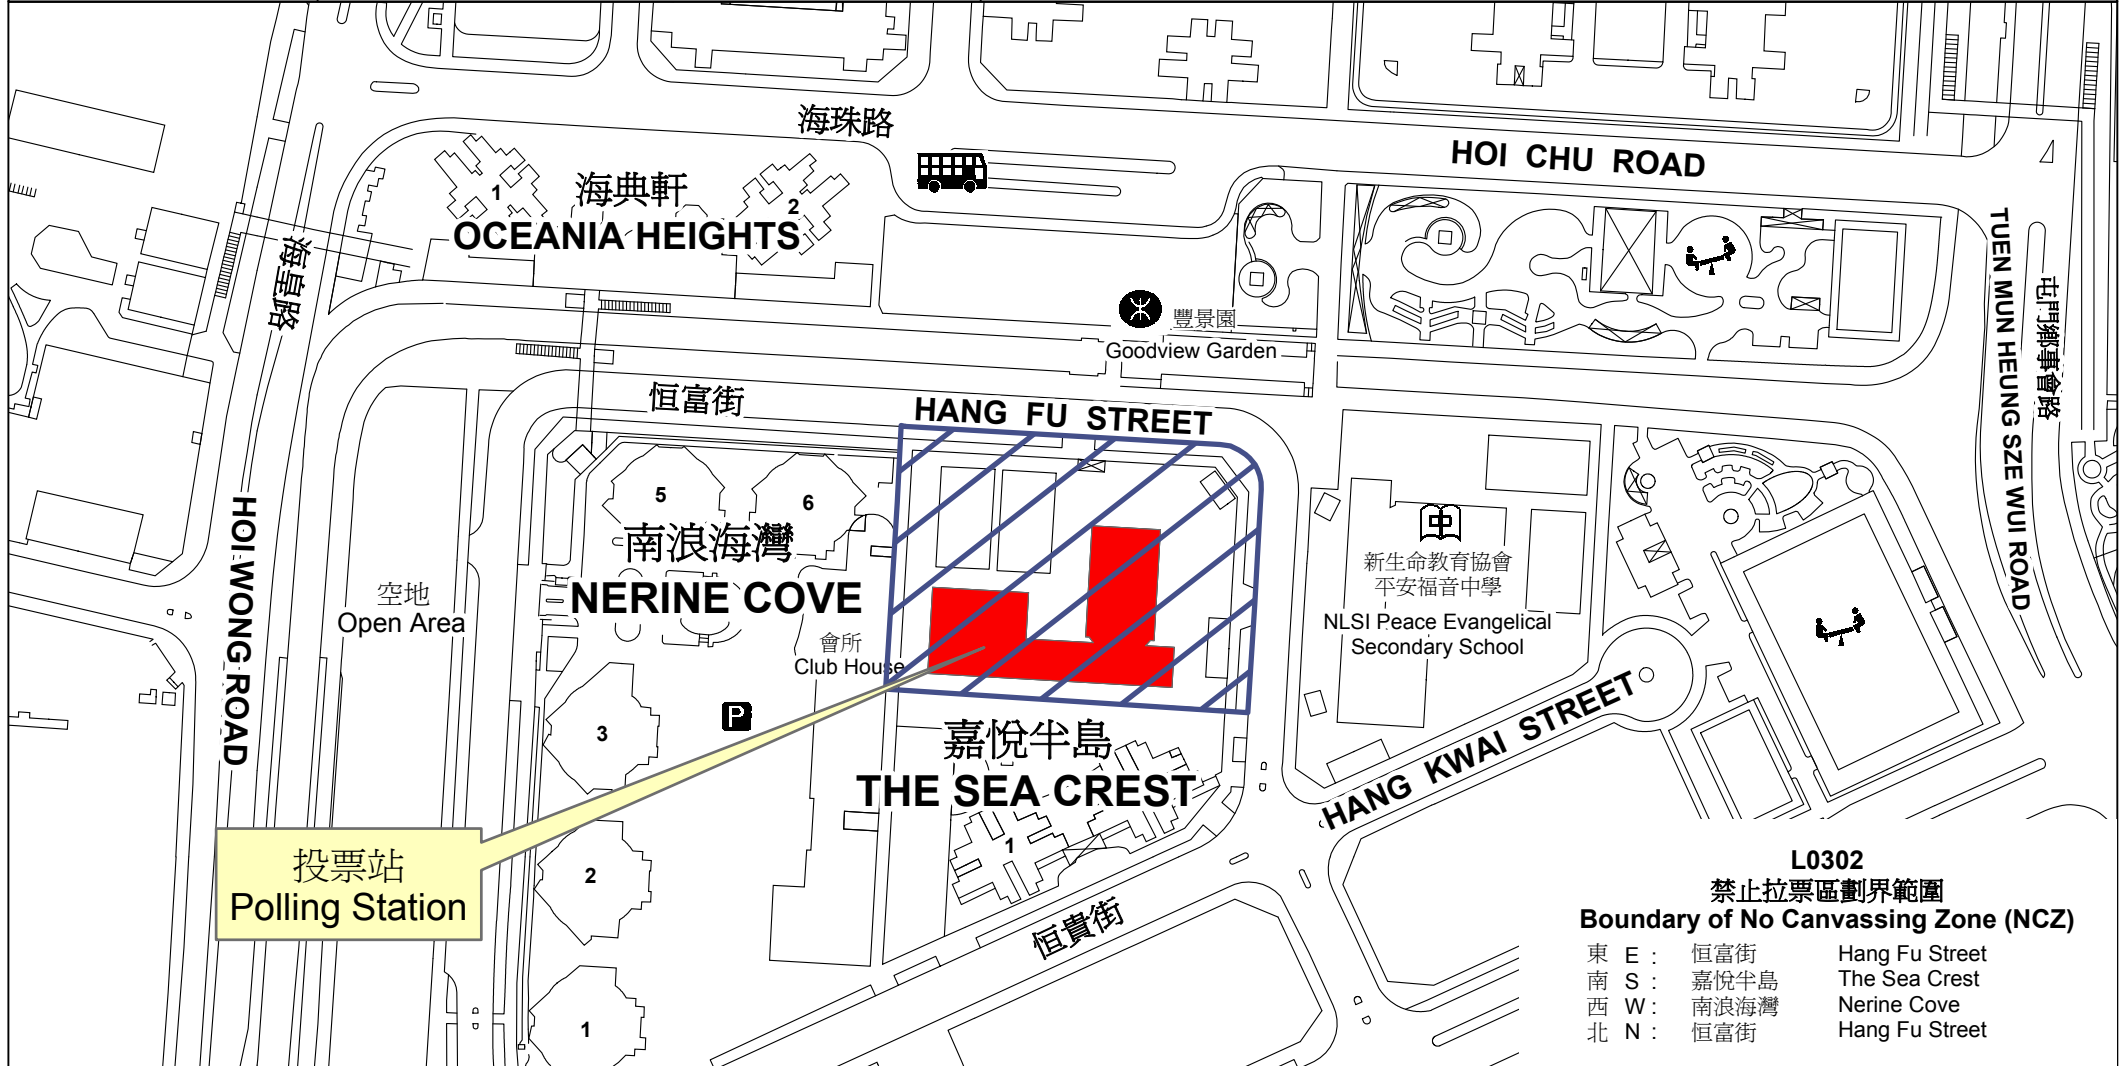 海珠路
HOI CHU ROAD
1
海典軒
2
OCEANIA HEIGHTS
海皇路
TUEN MUN HEUNG SZE WUI ROAD
屯門鄉事會路
豐景園
Goodview Garden
恒富街
HANG FU STREET
HOI WONG ROAD
5
6
南浪海灣
NERINE COVE
空地
Open Area
會所
Club House
中
新生命教育協會
平安福音中學
NLSI Peace Evangelical
Secondary School
3
P
嘉悅半島
THE SEA CREST
HANG KWAI STREET
1
2
投票站
Polling Station
恒貴街
1
L0302
禁止拉票區劃界範圍
Boundary of No Canvassing Zone (NCZ)
東 E : 恒富街 Hang Fu Street
南 S : 嘉悅半島 The Sea Crest
西 W : 南浪海灣 Nerine Cove
北 N : 恒富街 Hang Fu Street